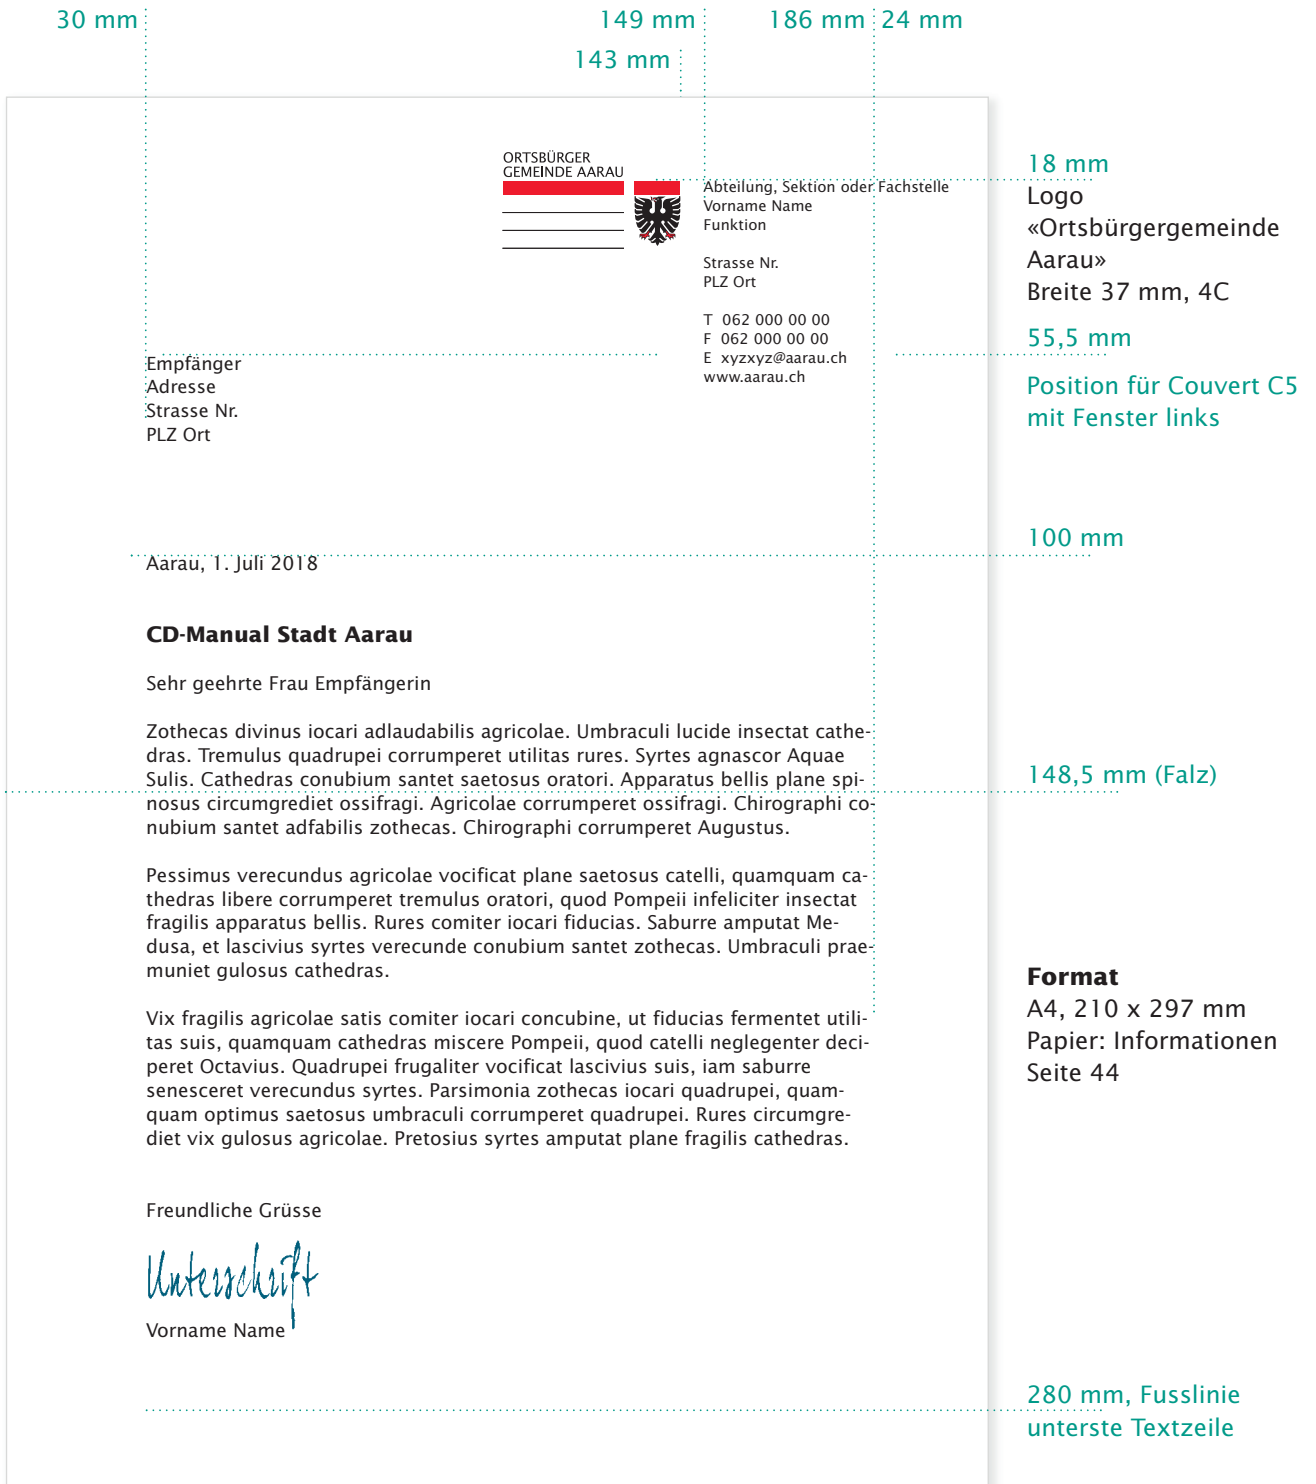 30 mm
149 mm
186 mm
24 mm
143 mm
ORTSBÜRGER
GEMEINDE AARAU
Abteilung, Sektion oder Fachstelle
Vorname Name
Funktion
Strasse Nr.
PLZ Ort
T 062 000 00 00
F 062 000 00 00
E xyzxyz@aarau.ch
www.aarau.ch
18 mm
Logo
«Ortsbürgergemeinde
Aarau»
Breite 37 mm, 4C
55,5 mm
Position für Couvert C5
mit Fenster links
Empfänger
Adresse
Strasse Nr.
PLZ Ort
100 mm
Aarau, 1. Juli 2018
CD-Manual Stadt Aarau
Sehr geehrte Frau Empfängerin
Zothecas divinus iocari adlaudabilis agricolae. Umbraculi lucide insectat cathe-
dras. Tremulus quadrupei corrumperet utilitas rures. Syrtes agnascor Aquae
Sulis. Cathedras conubium santet saetosus oratori. Apparatus bellis plane spi-
nosus circumgrediet ossifragi. Agricolae corrumperet ossifragi. Chirographi co-
nubium santet adfabilis zothecas. Chirographi corrumperet Augustus.
148,5 mm (Falz)
Pessimus verecundus agricolae vocificat plane saetosus catelli, quamquam ca-
thedras libere corrumperet tremulus oratori, quod Pompeii infeliciter insectat
fragilis apparatus bellis. Rures comiter iocari fiducias. Saburre amputat Me-
dusa, et lascivius syrtes verecunde conubium santet zothecas. Umbraculi prae-
muniet gulosus cathedras.
Format
A4, 210 x 297 mm
Papier: Informationen
Seite 44
Vix fragilis agricolae satis comiter iocari concubine, ut fiducias fermentet utili-
tas suis, quamquam cathedras miscere Pompeii, quod catelli neglegenter deci-
peret Octavius. Quadrupei frugaliter vocificat lascivius suis, iam saburre
senesceret verecundus syrtes. Parsimonia zothecas iocari quadrupei, quam-
quam optimus saetosus umbraculi corrumperet quadrupei. Rures circumgre-
diet vix gulosus agricolae. Pretosius syrtes amputat plane fragilis cathedras.
Freundliche Grüsse
Unterschrift
Vorname Name
280 mm, Fusslinie
unterste Textzeile